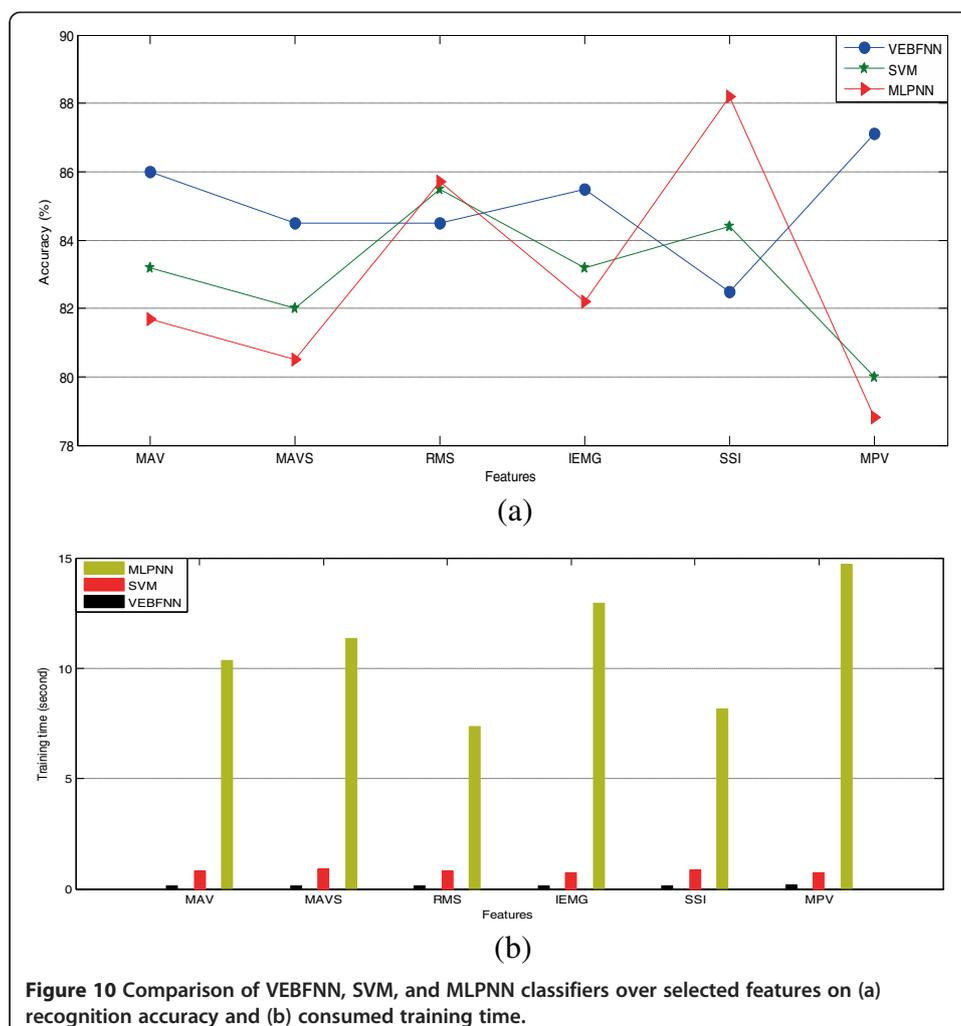 90
88
86
84
82
80
78
Accuracy (%)
VEBFNN
SVM
MLPNN
MAV MAVS RMS IEMG SSI MPV
Features
(a)
15
10
5
0
Training time (second)
MLPNN
SVM
VEBFNN
MAV MAVS RMS IEMG SSI MPV
Features
(b)
Figure 10 Comparison of VEBFNN, SVM, and MLPNN classifiers over selected features on (a)
recognition accuracy and (b) consumed training time.